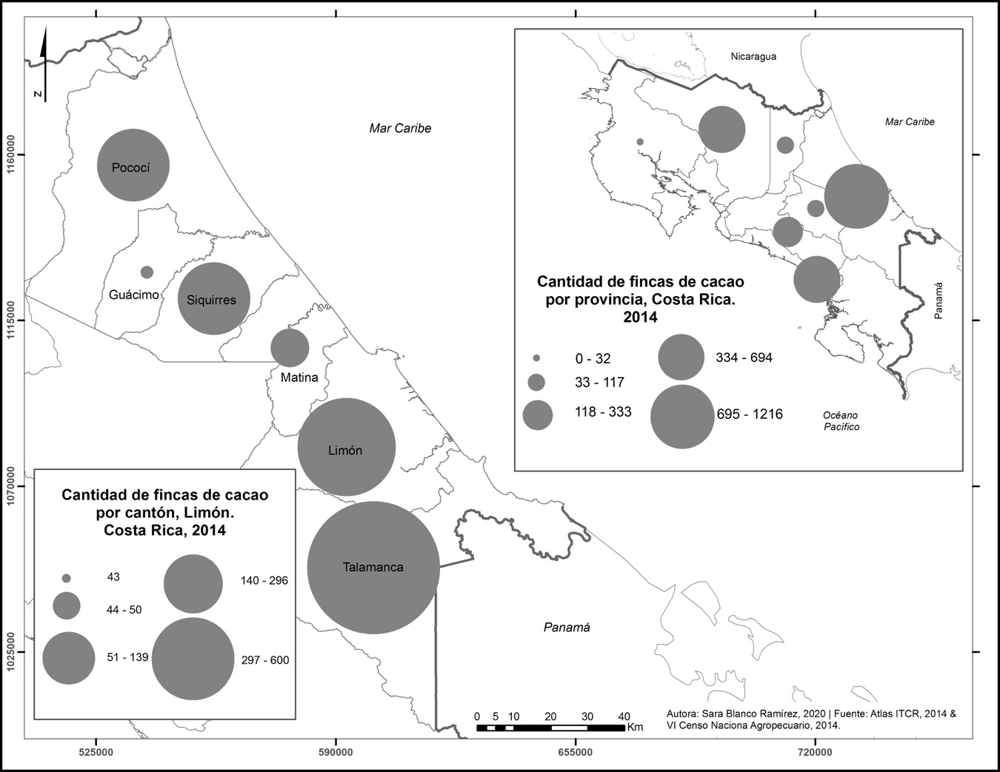 N
Mar Caribe
Pococí
Guácimo
Siquirres
Matina
Limón
Talamanca
Panamá
Nicaragua
Mar Caribe
Panamá
Océano
Pacífico
Cantidad de fincas de cacao
por provincia, Costa Rica.
2014
0 - 32
33 - 117
118 - 333
334 - 694
695 - 1216
Cantidad de fincas de cacao
por cantón, Limón.
Costa Rica, 2014
43
44 - 50
51 - 139
140 - 296
297 - 600
0 5 10 20 30 40
Km
Autora: Sara Blanco Ramírez, 2020 | Fuente: Atlas ITCR, 2014 &
VI Censo Naciona Agropecuario, 2014.
1160000
1115000
1070000
1025000
525000 590000 655000 720000